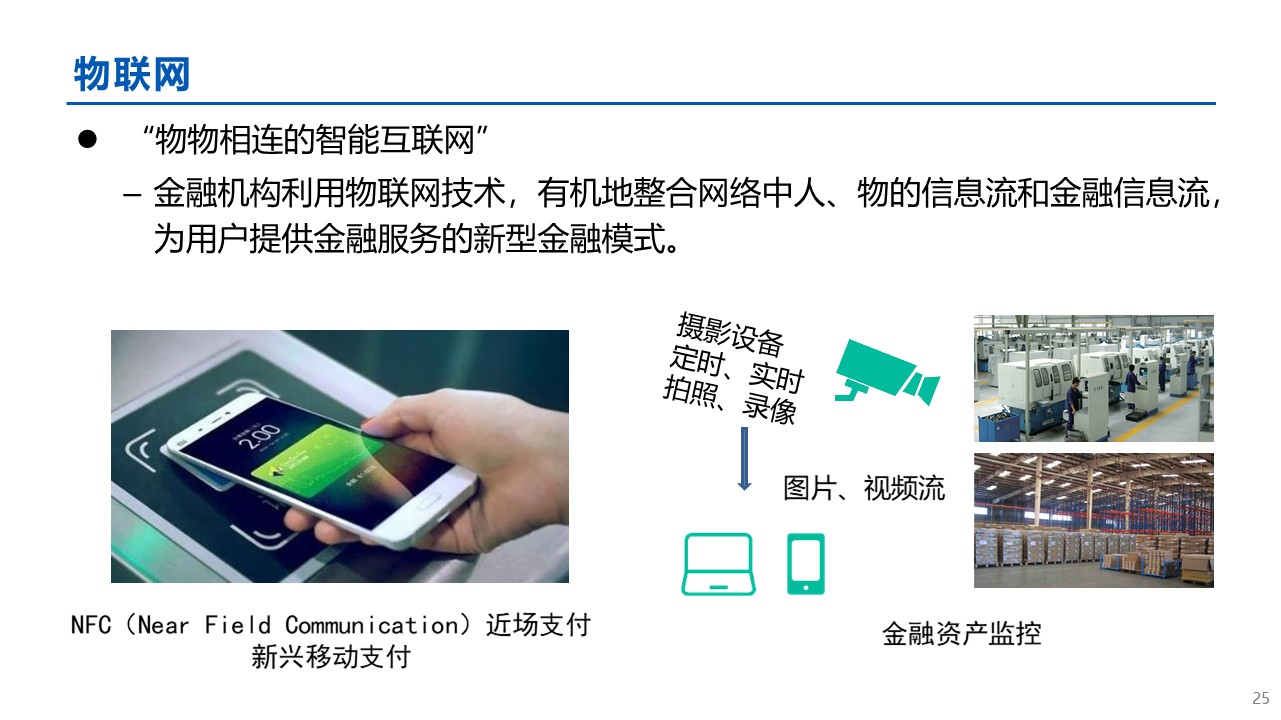 物联网
● “物物相连的智能互联网”
– 金融机构利用物联网技术，有机地整合网络中人、物的信息流和金融信息流，
为用户提供金融服务的新型金融模式。
摄影设备
定时、实时
拍照、录像
图片、视频流
2:00
NFC（Near Field Communication）近场支付
新兴移动支付
金融资产监控
25